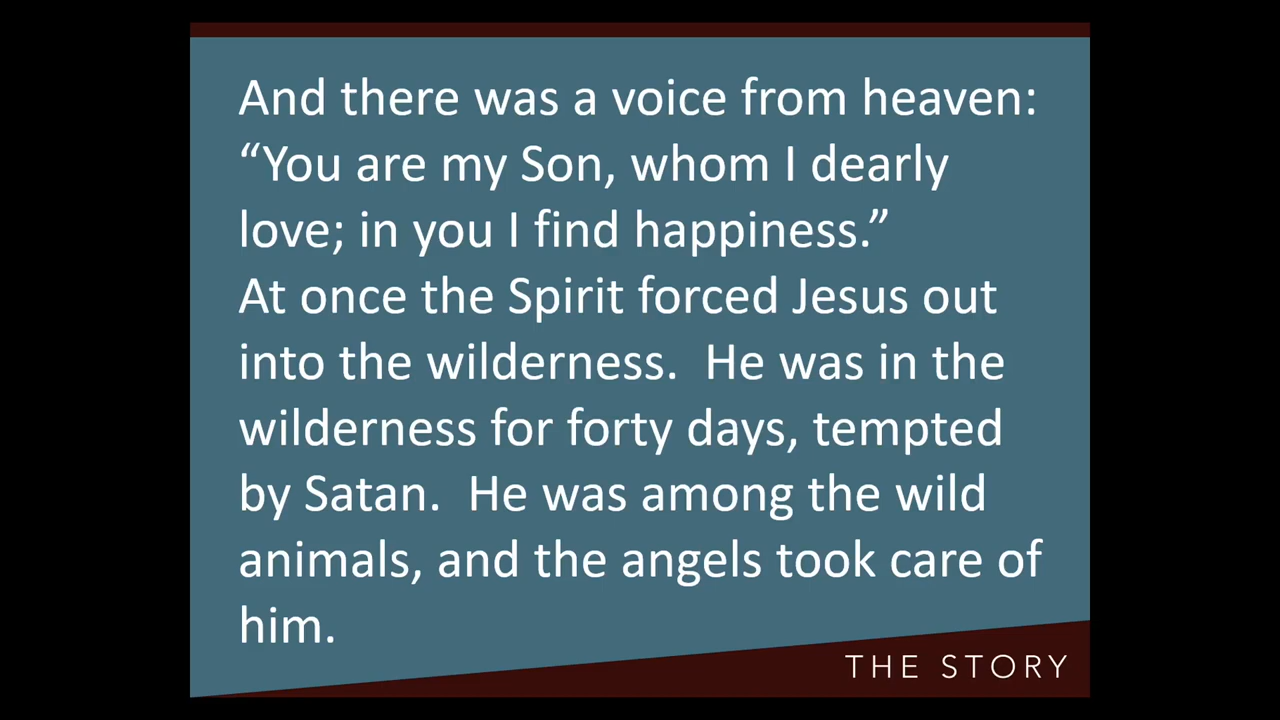 And there was a voice from heaven:
“You are my Son, whom I dearly
love; in you I find happiness.”
At once the Spirit forced Jesus out
into the wilderness.  He was in the
wilderness for forty days, tempted
by Satan.  He was among the wild
animals, and the angels took care of
him.
THE STORY